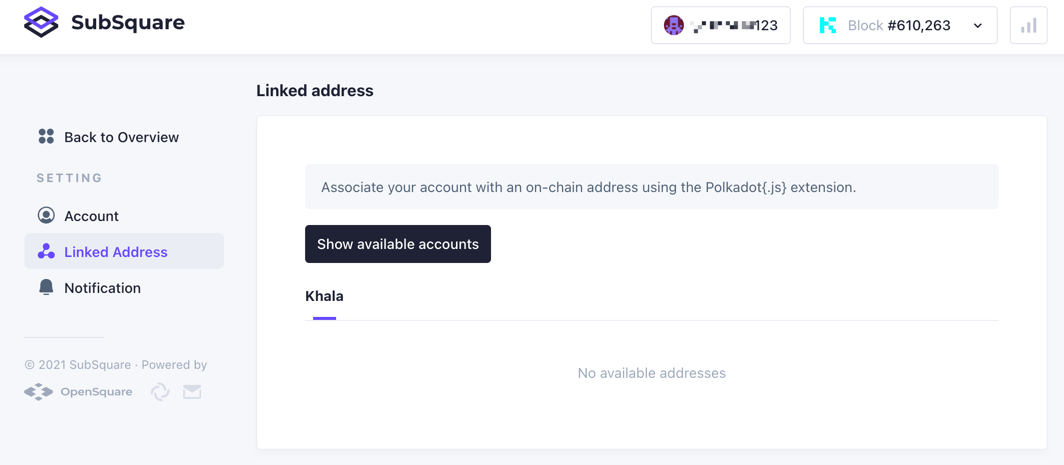 SubSquare
123
Block #610,263
Linked address
Back to Overview
SETTING
Account
Linked Address
Notification
Associate your account with an on-chain address using the Polkadot{.js} extension.
Show available accounts
Khala
No available addresses
© 2021 SubSquare · Powered by
OpenSquare